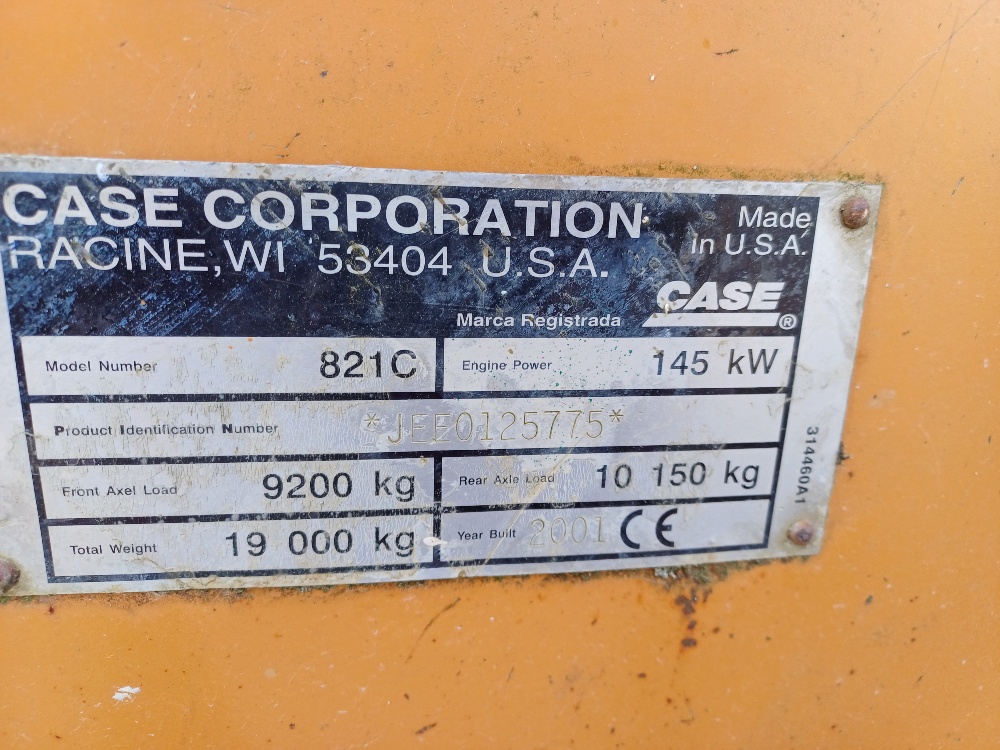 CASE CORPORATION
RACINE, WI 53404 U.S.A.
Made
in U.S.A.
CASE
Marca Registrada ®
Model Number 821C
Engine Power 145 kW
Product Identification Number *JEE0125775*
Front Axel Load 9200 kg
Rear Axle Load 10 150 kg
Total Weight 19 000 kg
Year Built 2001 CE
314460A1